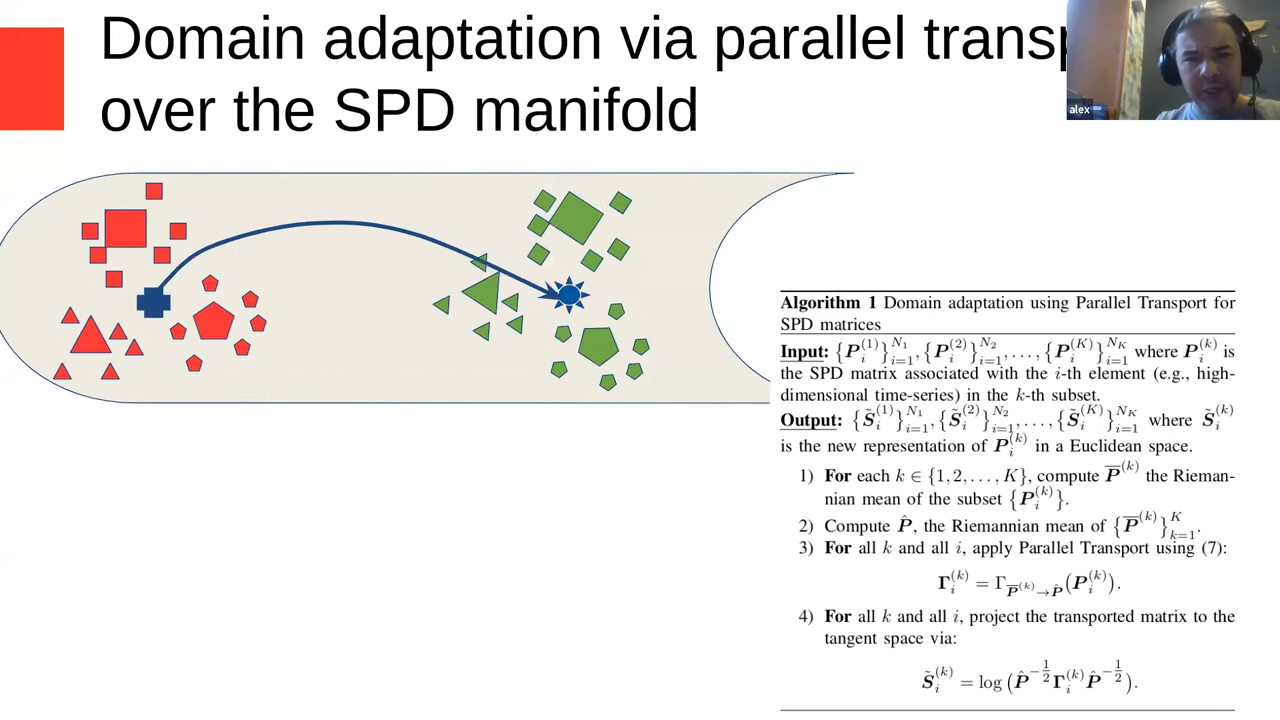 Domain adaptation via parallel transp
over the SPD manifold
alex
Algorithm 1 Domain adaptation using Parallel Transport for
SPD matrices
Input: {P_i^{(1)}}_{i=1}^{N_1}, {P_i^{(2)}}_{i=1}^{N_2}, ..., {P_i^{(K)}}_{i=1}^{N_K} where P_i^{(k)} is
the SPD matrix associated with the i-th element (e.g., high-
dimensional time-series) in the k-th subset.
Output: {S̃_i^{(1)}}_{i=1}^{N_1}, {S̃_i^{(2)}}_{i=1}^{N_2}, ..., {S̃_i^{(K)}}_{i=1}^{N_K} where S̃_i^{(k)}
is the new representation of P_i^{(k)} in a Euclidean space.
1) For each k ∈ {1, 2, ..., K}, compute P̅^{(k)} the Rieman-
nian mean of the subset {P_i^{(k)}}.
2) Compute P̂, the Riemannian mean of {P̅^{(k)}}_{k=1}^{K}.
3) For all k and all i, apply Parallel Transport using (7):
Γ_i^{(k)} = Γ_{P̅^{(k)}→P̂}(P_i^{(k)}).
4) For all k and all i, project the transported matrix to the
tangent space via:
S̃_i^{(k)} = log(P̂^{-1/2} Γ_i^{(k)} P̂^{-1/2}).